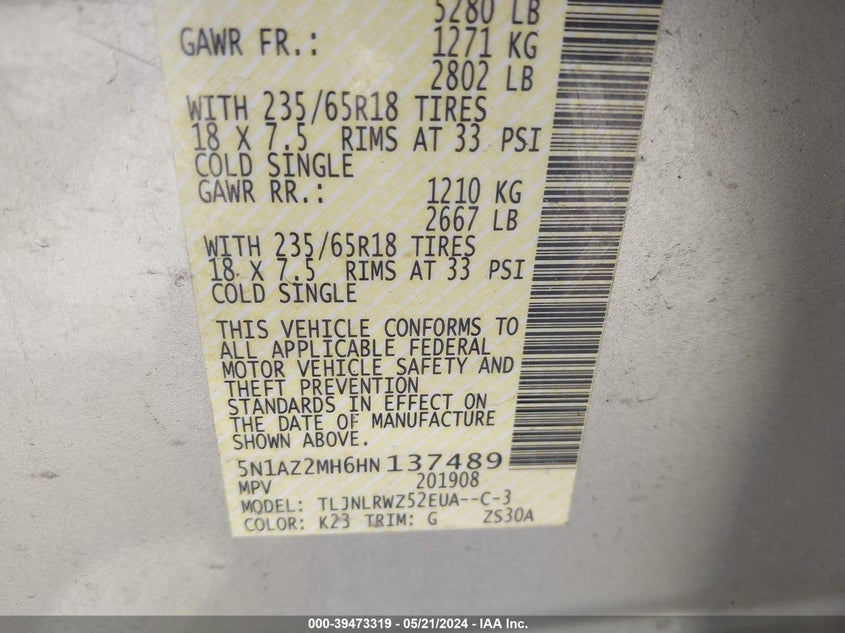 5280 LB
GAWR FR.: 1271 KG
2802 LB
WITH 235/65R18 TIRES
18 X 7.5 RIMS AT 33 PSI
COLD SINGLE
GAWR RR.: 1210 KG
2667 LB
WITH 235/65R18 TIRES
18 X 7.5 RIMS AT 33 PSI
COLD SINGLE
THIS VEHICLE CONFORMS TO
ALL APPLICABLE FEDERAL
MOTOR VEHICLE SAFETY AND
THEFT PREVENTION
STANDARDS IN EFFECT ON
THE DATE OF MANUFACTURE
SHOWN ABOVE.
5N1AZ2MH6HN137489
MPV 201908
MODEL: TLJNLRWZ52EUA--C-3
COLOR: K23 TRIM: G ZS30A
000-39473319 - 05/21/2024 - IAA Inc.